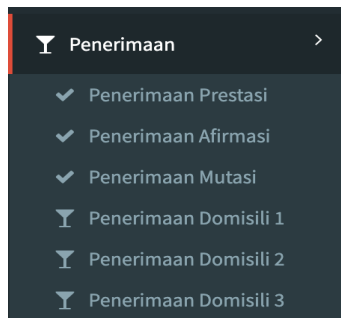 Penerimaan
Penerimaan Prestasi
Penerimaan Afirmasi
Penerimaan Mutasi
Penerimaan Domisili 1
Penerimaan Domisili 2
Penerimaan Domisili 3